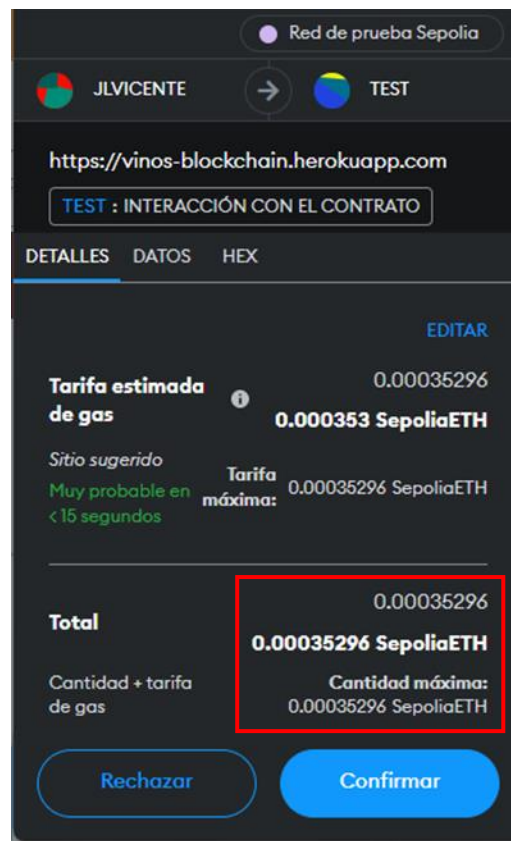 Red de prueba Sepolia
JLVICENTE TEST
https://vinos-blockchain.herokuapp.com
TEST : INTERACCIÓN CON EL CONTRATO
DETALLES DATOS HEX
EDITAR
0.00035296
Tarifa estimada
de gas
0.000353 SepoliaETH
Sitio sugerido
Muy probable en
< 15 segundos
Tarifa
máxima:
0.00035296 SepoliaETH
0.00035296
Total
0.00035296 SepoliaETH
Cantidad + tarifa
de gas
Cantidad máxima:
0.00035296 SepoliaETH
Rechazar Confirmar